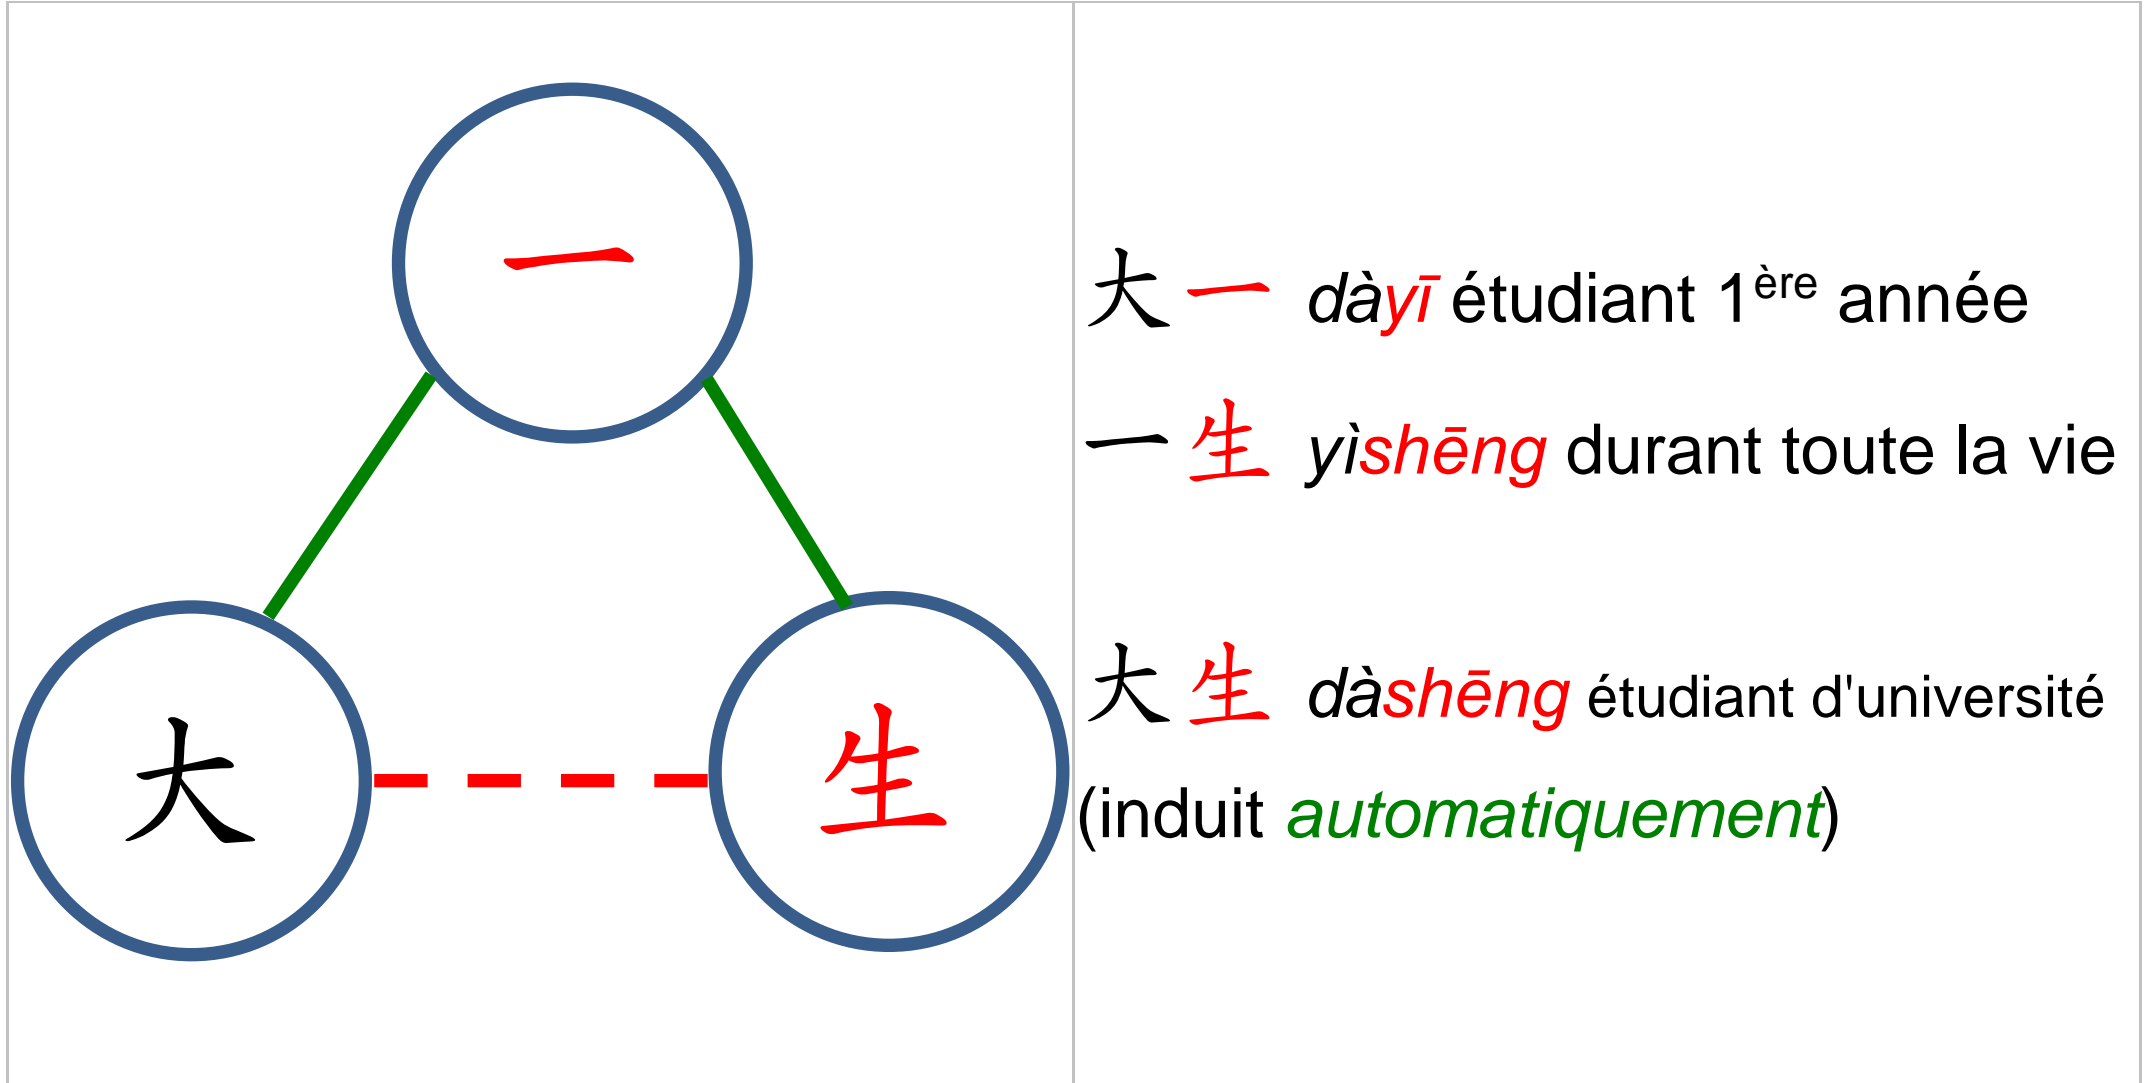 一
大
生
大一 dàyī étudiant 1ère année
一生 yìshēng durant toute la vie
大生 dàshēng étudiant d'université
(induit automatiquement)